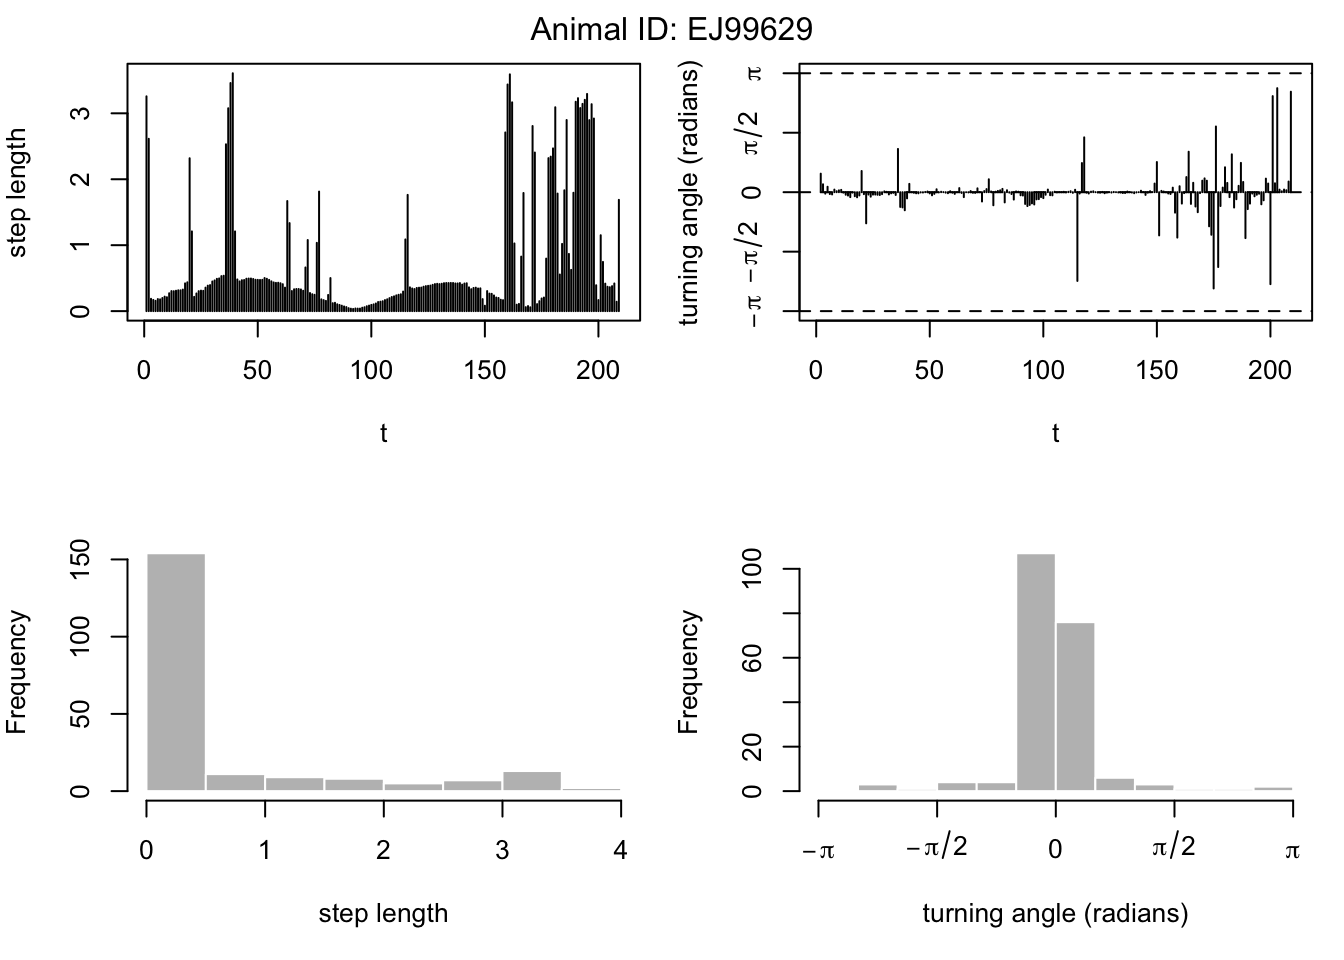 Animal ID: EJ99629
step length
3
2
1
0
0 50 100 150 200
t
turning angle (radians)
π
π/2
0
−π/2
−π
0 50 100 150 200
t
Frequency
150
100
50
0
0 1 2 3 4
step length
Frequency
100
60
20
0
−π −π/2 0 π/2 π
turning angle (radians)